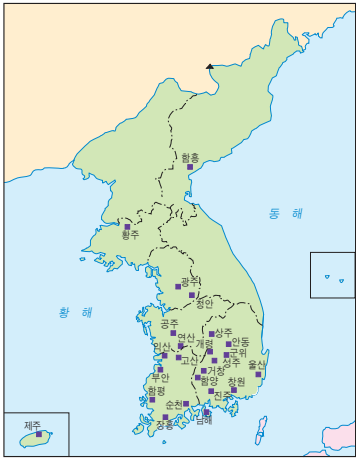 함흥
동 해
황주
황 해
광주
정안
공주
연산
상주
개령
안동
임산
군위
고산
성주
울산
거창
부안
함양
창원
함평
진주
순천
장흥
남해
제주